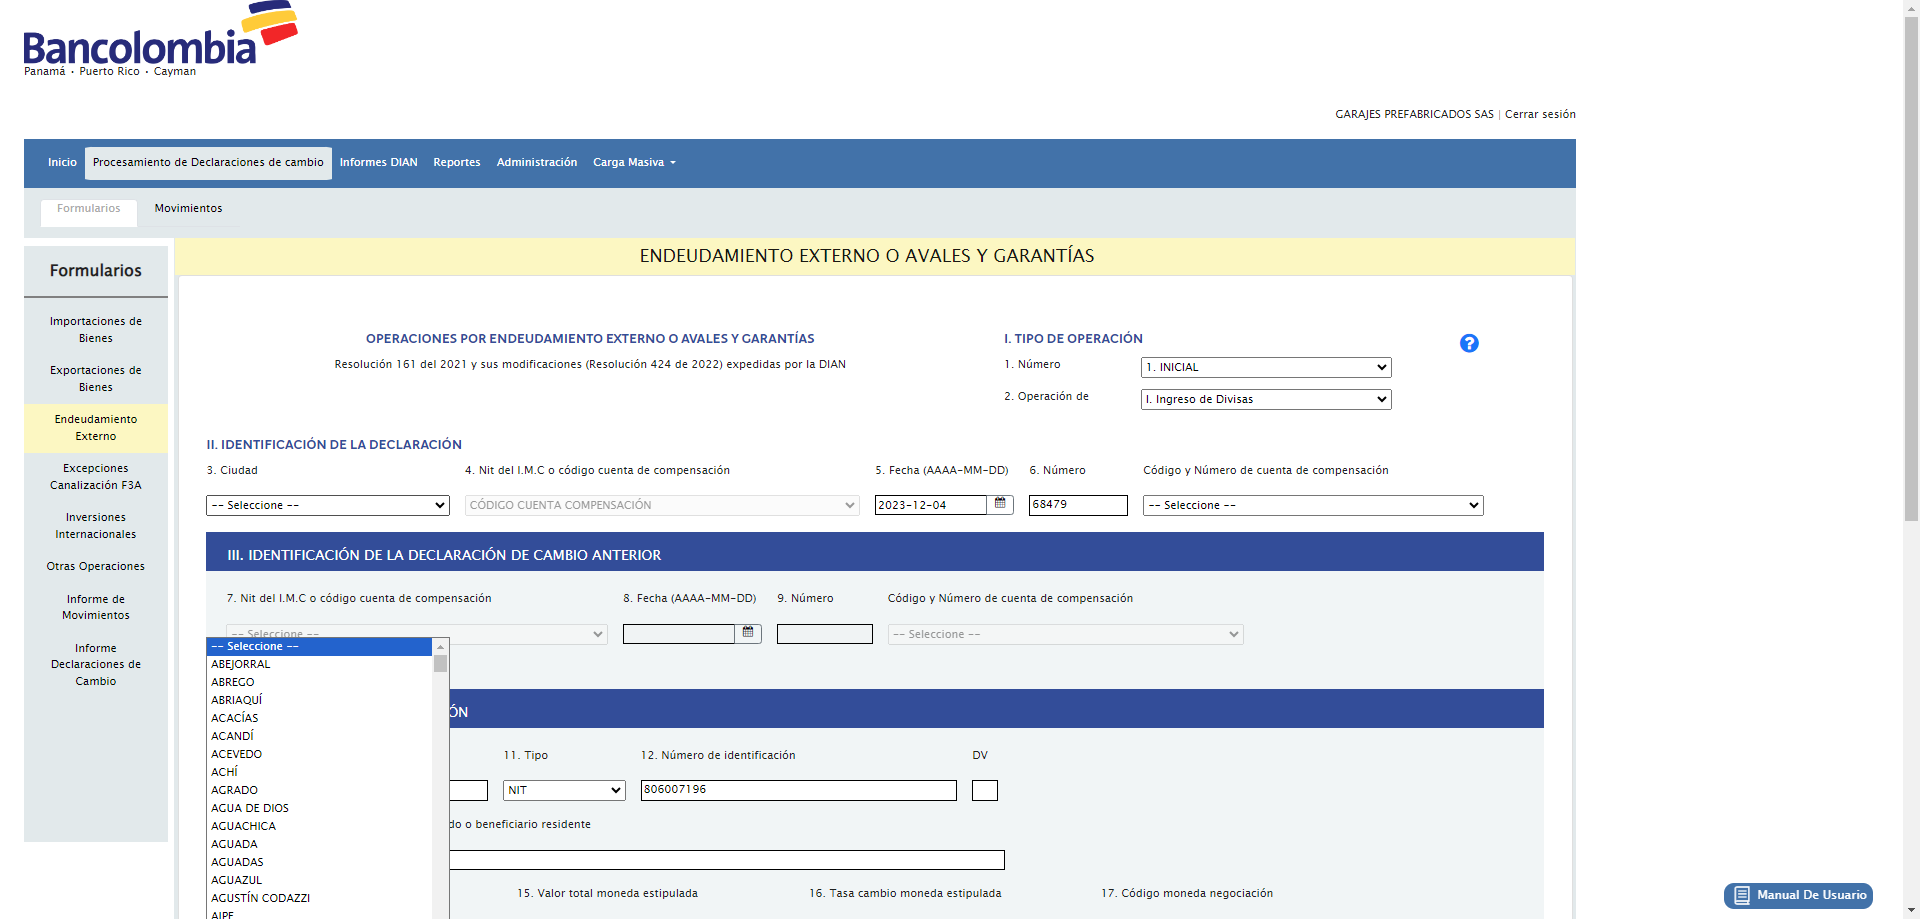 Bancolombia
Panamá • Puerto Rico • Cayman
GARAJES PREFABRICADOS SAS | Cerrar sesión
Inicio Procesamiento de Declaraciones de cambio Informes DIAN Reportes Administración Carga Masiva
Formularios Movimientos
Formularios
Importaciones de
Bienes
Exportaciones de
Bienes
Endeudamiento
Externo
Excepciones
Canalización F3A
Inversiones
Internacionales
Otras Operaciones
Informe de
Movimientos
Informe
Declaraciones de
Cambio
ENDEUDAMIENTO EXTERNO O AVALES Y GARANTÍAS
OPERACIONES POR ENDEUDAMIENTO EXTERNO O AVALES Y GARANTÍAS
Resolución 161 del 2021 y sus modificaciones (Resolución 424 de 2022) expedidas por la DIAN
I. TIPO DE OPERACIÓN
?
1. Número 1. INICIAL
2. Operación de I. Ingreso de Divisas
II. IDENTIFICACIÓN DE LA DECLARACIÓN
3. Ciudad 4. Nit del I.M.C o código cuenta de compensación 5. Fecha (AAAA-MM-DD) 6. Número Código y Número de cuenta de compensación
-- Seleccione -- CÓDIGO CUENTA COMPENSACIÓN 2023-12-04 68479 -- Seleccione --
III. IDENTIFICACIÓN DE LA DECLARACIÓN DE CAMBIO ANTERIOR
7. Nit del I.M.C o código cuenta de compensación 8. Fecha (AAAA-MM-DD) 9. Número Código y Número de cuenta de compensación
-- Seleccione -- -- Seleccione --
-- Seleccione --
ABEJORRAL
ABREGO
ABRIAQUÍ
ACACÍAS
ACANDÍ
ACEVEDO
ACHÍ
AGRADO
AGUA DE DIOS
AGUACHICA
AGUADA
AGUADAS
AGUAZUL
AGUSTÍN CODAZZI
AIPE
ÓN
11. Tipo 12. Número de identificación DV
NIT 806007196
do o beneficiario residente
15. Valor total moneda estipulada 16. Tasa cambio moneda estipulada 17. Código moneda negociación
Manual De Usuario